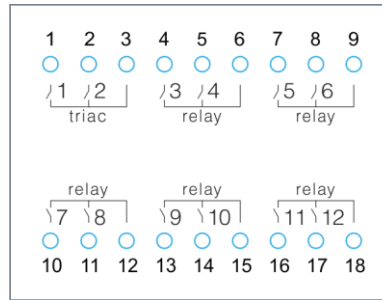 1 2 3 4 5 6 7 8 9
1 2 3 4 5 6
triac relay relay
relay relay relay
7 8 9 10 11 12
10 11 12 13 14 15 16 17 18